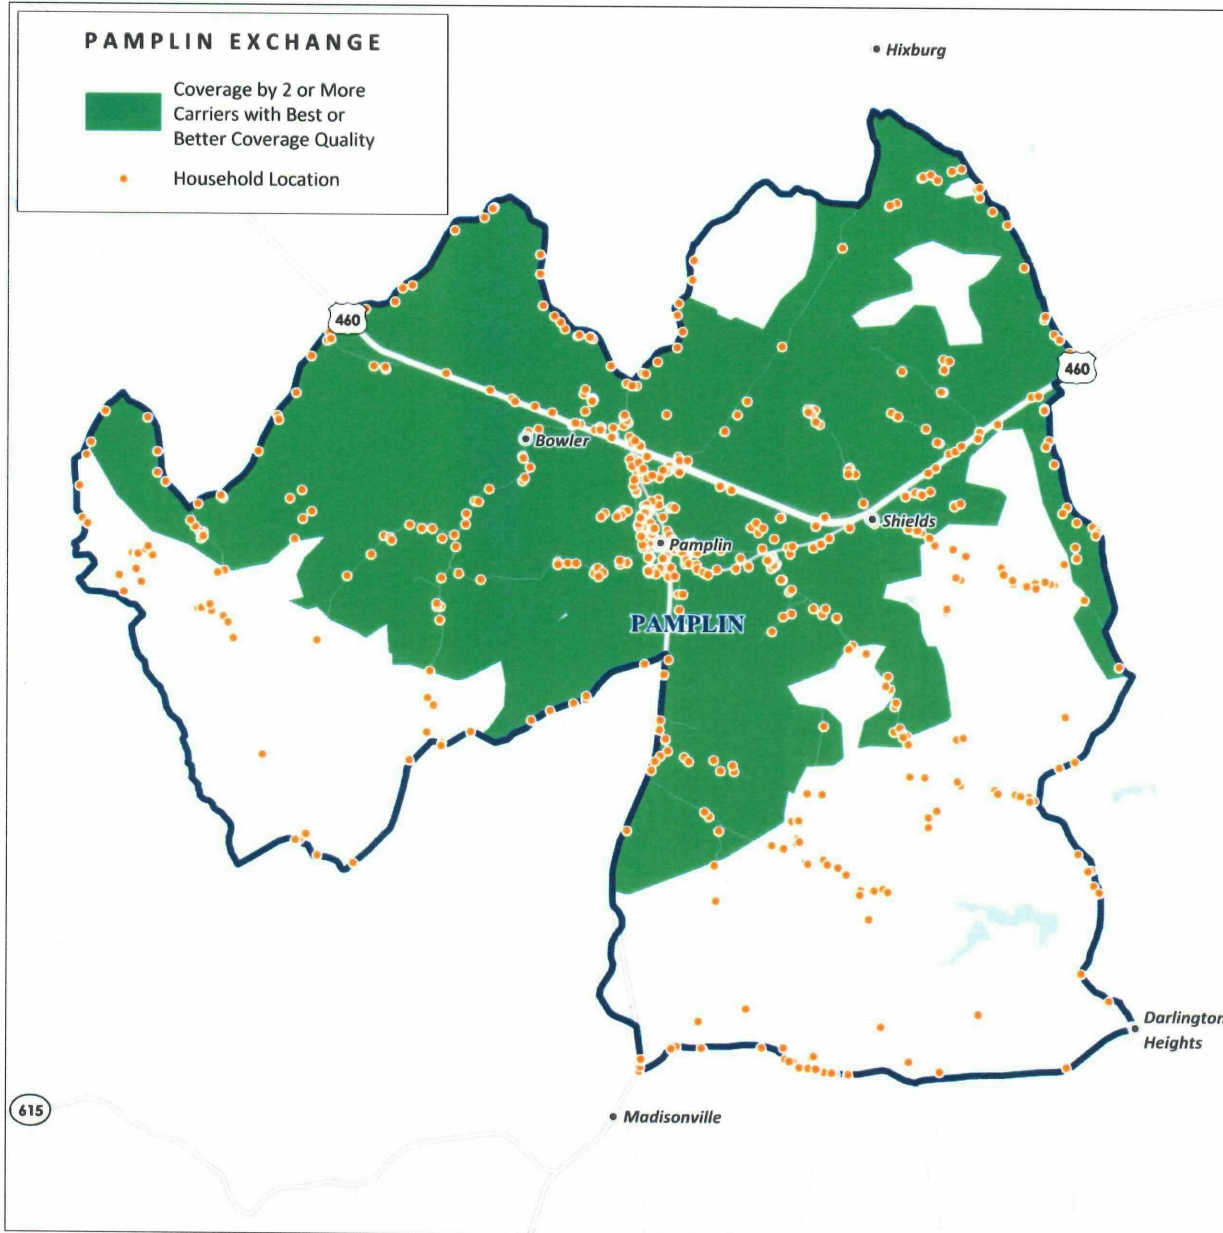 PAMPLIN EXCHANGE
Coverage by 2 or More
Carriers with Best or
Better Coverage Quality
Household Location
Hixburg
460
460
Bowler
Shields
Pamplin
PAMPLIN
Darlington
Heights
615
Madisonville